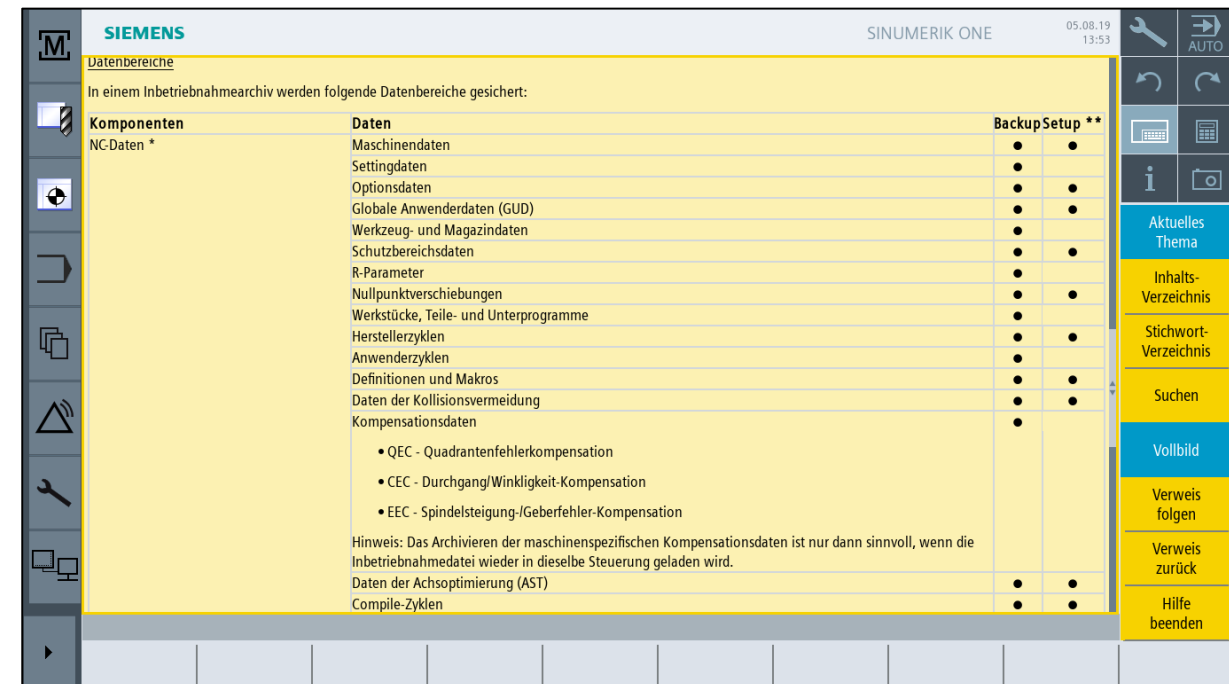 SIEMENS
SINUMERIK ONE
05.08.19
13:53
M
AUTO
Datenbereiche
In einem Inbetriebnahmearchiv werden folgende Datenbereiche gesichert:
Komponenten Daten Backup Setup **
NC-Daten * Maschinendaten ● ●
Settingdaten ●
Optionsdaten ● ●
Globale Anwenderdaten (GUD) ● ●
Werkzeug- und Magazindaten ●
Schutzbereichsdaten ● ●
R-Parameter ●
Nullpunktverschiebungen ● ●
Werkstücke, Teile- und Unterprogramme ●
Herstellerzyklen ● ●
Anwenderzyklen ●
Definitionen und Makros ● ●
Daten der Kollisionsvermeidung ● ●
Kompensationsdaten ●
• QEC - Quadrantenfehlerkompensation
• CEC - Durchgang/Winkligkeit-Kompensation
• EEC - Spindelsteigung-/Geberfehler-Kompensation
Hinweis: Das Archivieren der maschinenspezifischen Kompensationsdaten ist nur dann sinnvoll, wenn die
Inbetriebnahmedatei wieder in dieselbe Steuerung geladen wird.
Daten der Achsoptimierung (AST) ● ●
Compile-Zyklen ● ●
i
Aktuelles
Thema
Inhalts-
Verzeichnis
Stichwort-
Verzeichnis
Suchen
Vollbild
Verweis
folgen
Verweis
zurück
Hilfe
beenden